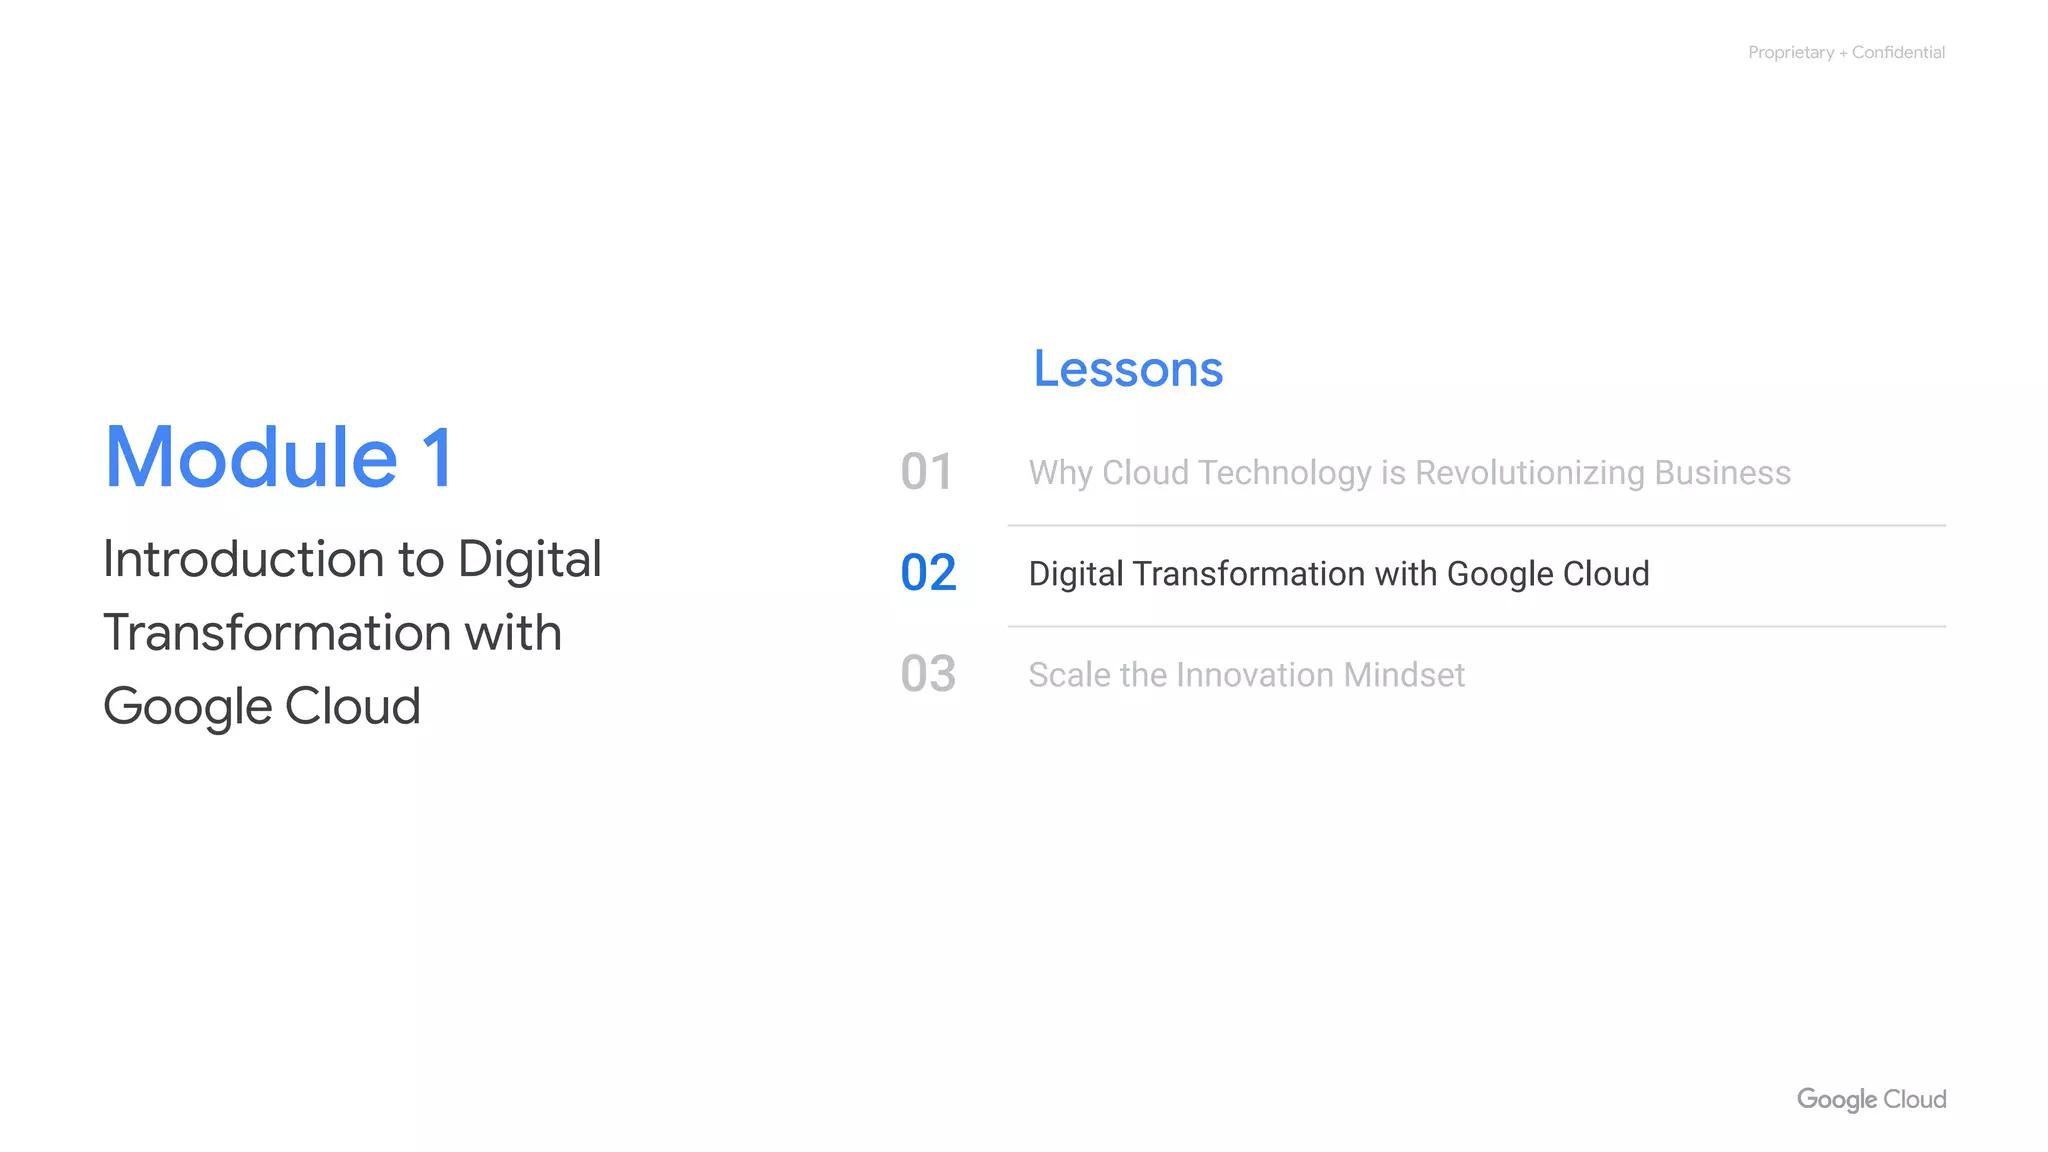 Proprietary + Confidential
Module 1
Introduction to Digital
Transformation with
Google Cloud
Lessons
01 Why Cloud Technology is Revolutionizing Business
02 Digital Transformation with Google Cloud
03 Scale the Innovation Mindset
Google Cloud